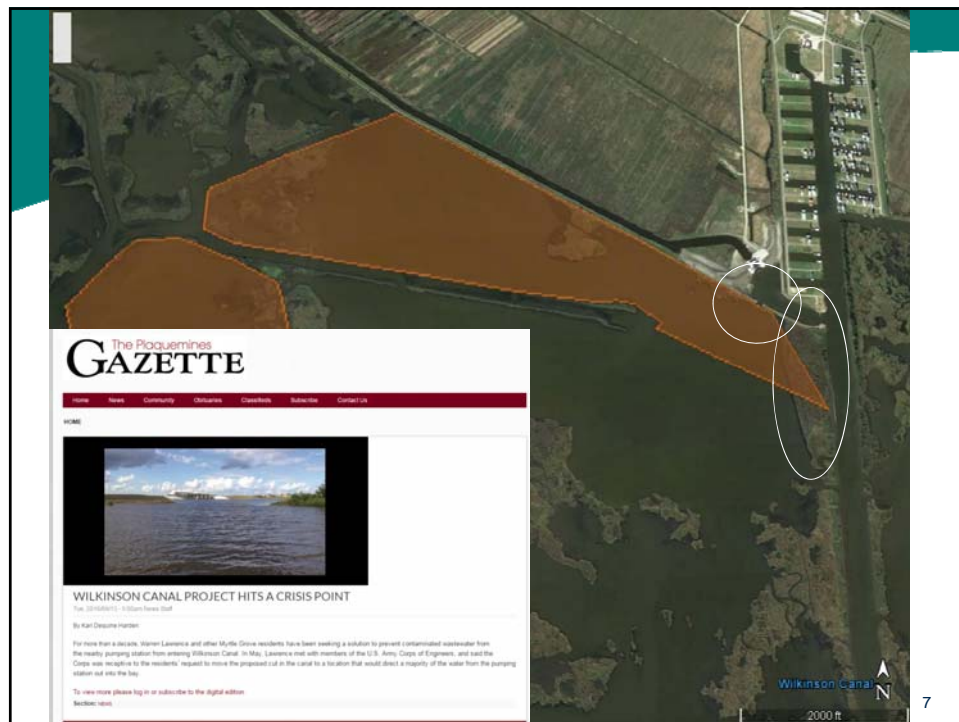 The Plaquemines
GAZETTE
Home News Community Obituaries Classifieds Subscribe Contact Us
HOME
WILKINSON CANAL PROJECT HITS A CRISIS POINT
News Staff
By Kari Dequine Harden
For more than a decade, Warren Lawrence and other Myrtle Grove residents have been seeking a solution to prevent contaminated wastewater from
the nearby pumping station from entering Wilkinson Canal. In May, Lawrence met with members of the U.S. Army Corps of Engineers, and said the
Corps was receptive to the residents' request to move the proposed cut in the canal to a location that would direct a majority of the water from the pumping
station out into the bay.
To view more please log in or subscribe to the digital edition
Section: News
Wilkinson Canal
N
2000 ft
7